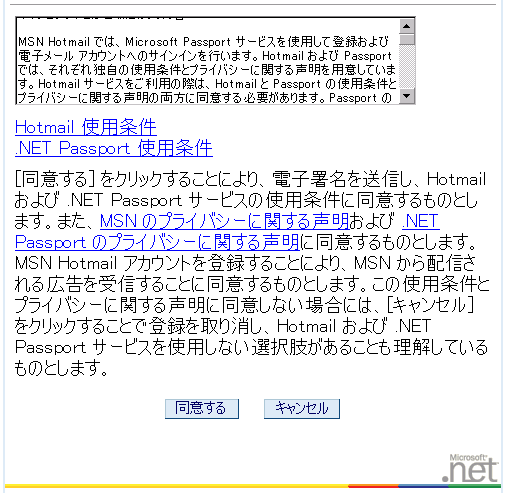 MSN Hotmail では、Microsoft Passport サービスを使用して登録および
電子メール アカウントへのサインインを行います。Hotmail および Passport
では、それぞれ独自の使用条件とプライバシーに関する声明を用意していま
す。Hotmail サービスをご利用の際は、Hotmail と Passport の使用条件と
プライバシーに関する声明の両方に同意する必要があります。Passport の
Hotmail 使用条件
.NET Passport 使用条件
[同意する] をクリックすることにより、電子署名を送信し、Hotmail
および .NET Passport サービスの使用条件に同意するものとし
ます。また、MSN のプライバシーに関する声明および .NET
Passport のプライバシーに関する声明に同意するものとします。
MSN Hotmail アカウントを登録することにより、MSN から配信さ
れる広告を受信することに同意するものとします。この使用条件と
プライバシーに関する声明に同意しない場合には、[キャンセル]
をクリックすることで登録を取り消し、Hotmail および .NET
Passport サービスを使用しない選択肢があることも理解している
ものとします。
同意する キャンセル
Microsoft®
.net